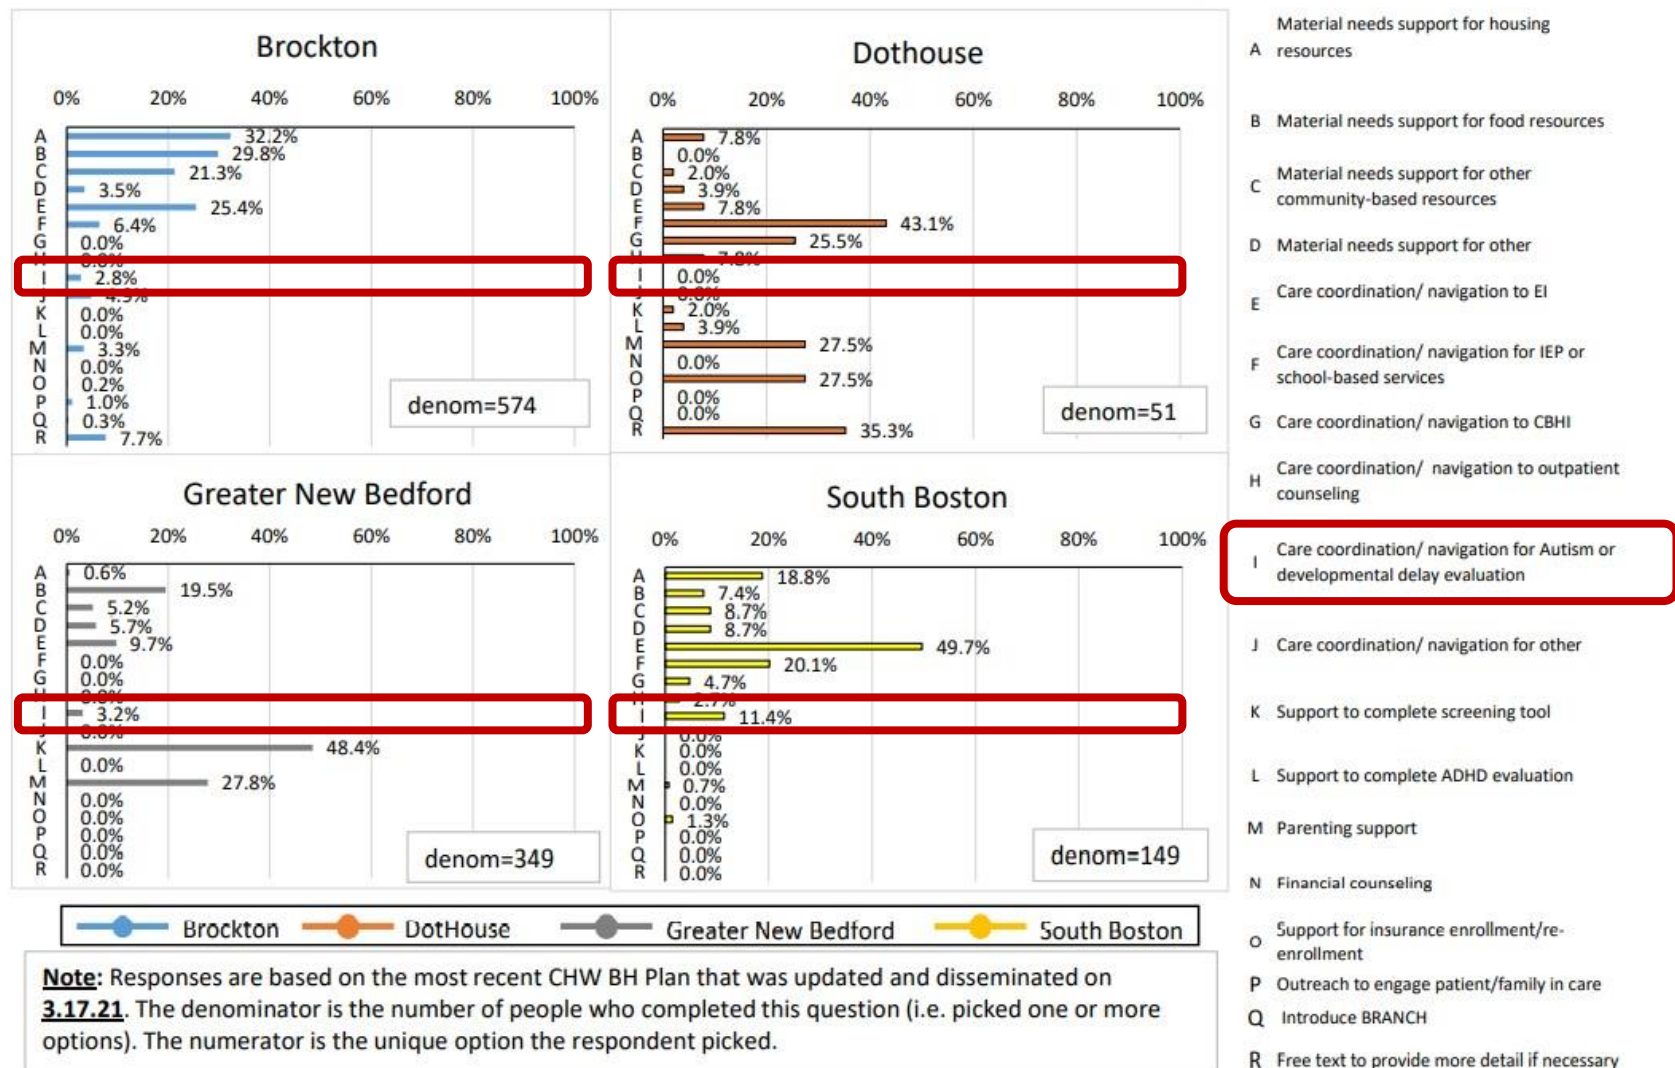 Brockton
0% 20% 40% 60% 80% 100%
A 32.2%
B 29.8%
C 21.3%
D 3.5%
E 25.4%
F 6.4%
G 0.0%
H 0.0%
I 2.8%
J 4.9%
K 0.0%
L 0.0%
M 3.3%
N 0.0%
O 0.2%
P 1.0%
Q 0.3%
R 7.7%
denom=574
Dothouse
0% 20% 40% 60% 80% 100%
A 7.8%
B 0.0%
C 2.0%
D 3.9%
E 7.8%
F 43.1%
G 25.5%
H 7.8%
I 0.0%
J 0.0%
K 2.0%
L 3.9%
M 27.5%
N 0.0%
O 27.5%
P 0.0%
Q 0.0%
R 35.3%
denom=51
Greater New Bedford
0% 20% 40% 60% 80% 100%
A 0.6%
B 19.5%
C 5.2%
D 5.7%
E 9.7%
F 0.0%
G 0.0%
H 0.0%
I 3.2%
J 0.0%
K 48.4%
L 0.0%
M 27.8%
N 0.0%
O 0.0%
P 0.0%
Q 0.0%
R 0.0%
denom=349
South Boston
0% 20% 40% 60% 80% 100%
A 18.8%
B 7.4%
C 8.7%
D 8.7%
E 49.7%
F 20.1%
G 4.7%
H 2.7%
I 11.4%
J 0.0%
K 0.0%
L 0.0%
M 0.7%
N 0.0%
O 1.3%
P 0.0%
Q 0.0%
R 0.0%
denom=149
Brockton DotHouse Greater New Bedford South Boston
Note: Responses are based on the most recent CHW BH Plan that was updated and disseminated on
3.17.21. The denominator is the number of people who completed this question (i.e. picked one or more
options). The numerator is the unique option the respondent picked.
Material needs support for housing
A resources
B Material needs support for food resources
C Material needs support for other
community-based resources
D Material needs support for other
E Care coordination/ navigation to EI
F Care coordination/ navigation for IEP or
school-based services
G Care coordination/ navigation to CBHI
H Care coordination/ navigation to outpatient
counseling
I Care coordination/ navigation for Autism or
developmental delay evaluation
J Care coordination/ navigation for other
K Support to complete screening tool
L Support to complete ADHD evaluation
M Parenting support
N Financial counseling
O Support for insurance enrollment/re-
enrollment
P Outreach to engage patient/family in care
Q Introduce BRANCH
R Free text to provide more detail if necessary